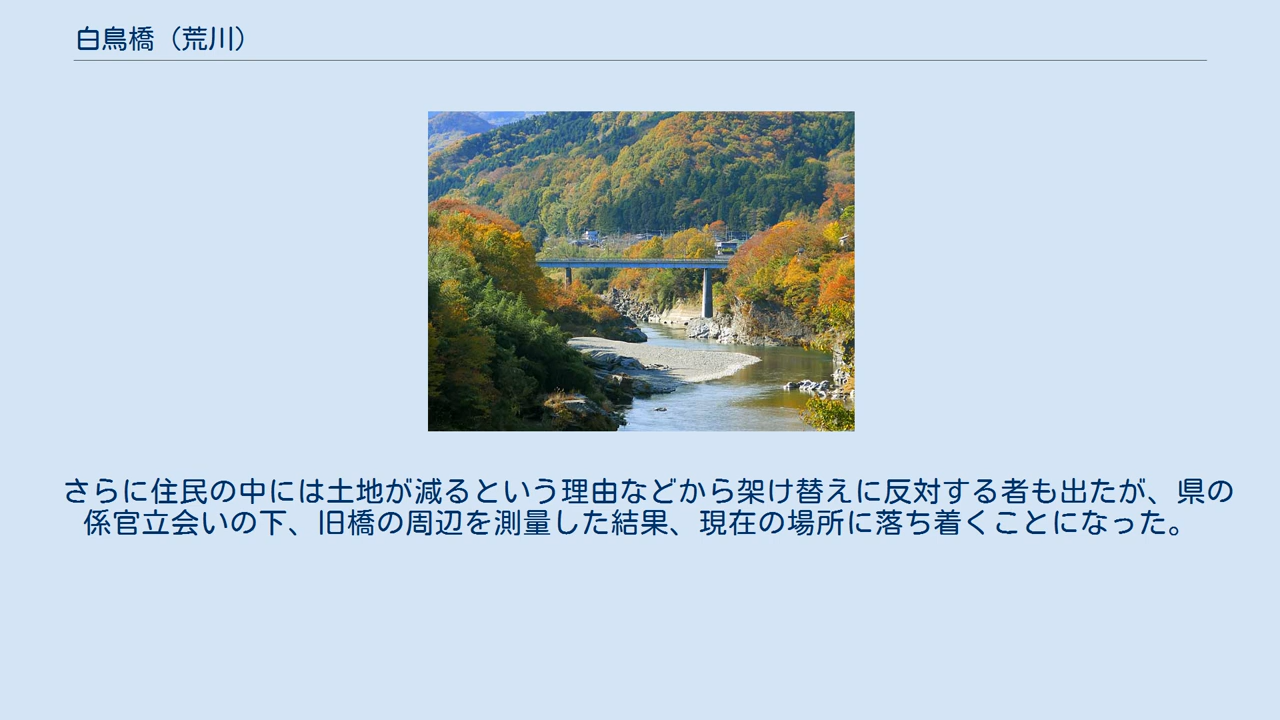 白鳥橋（荒川）
さらに住民の中には土地が減るという理由などから架け替えに反対する者も出たが、県の
係官立会いの下、旧橋の周辺を測量した結果、現在の場所に落ち着くことになった。